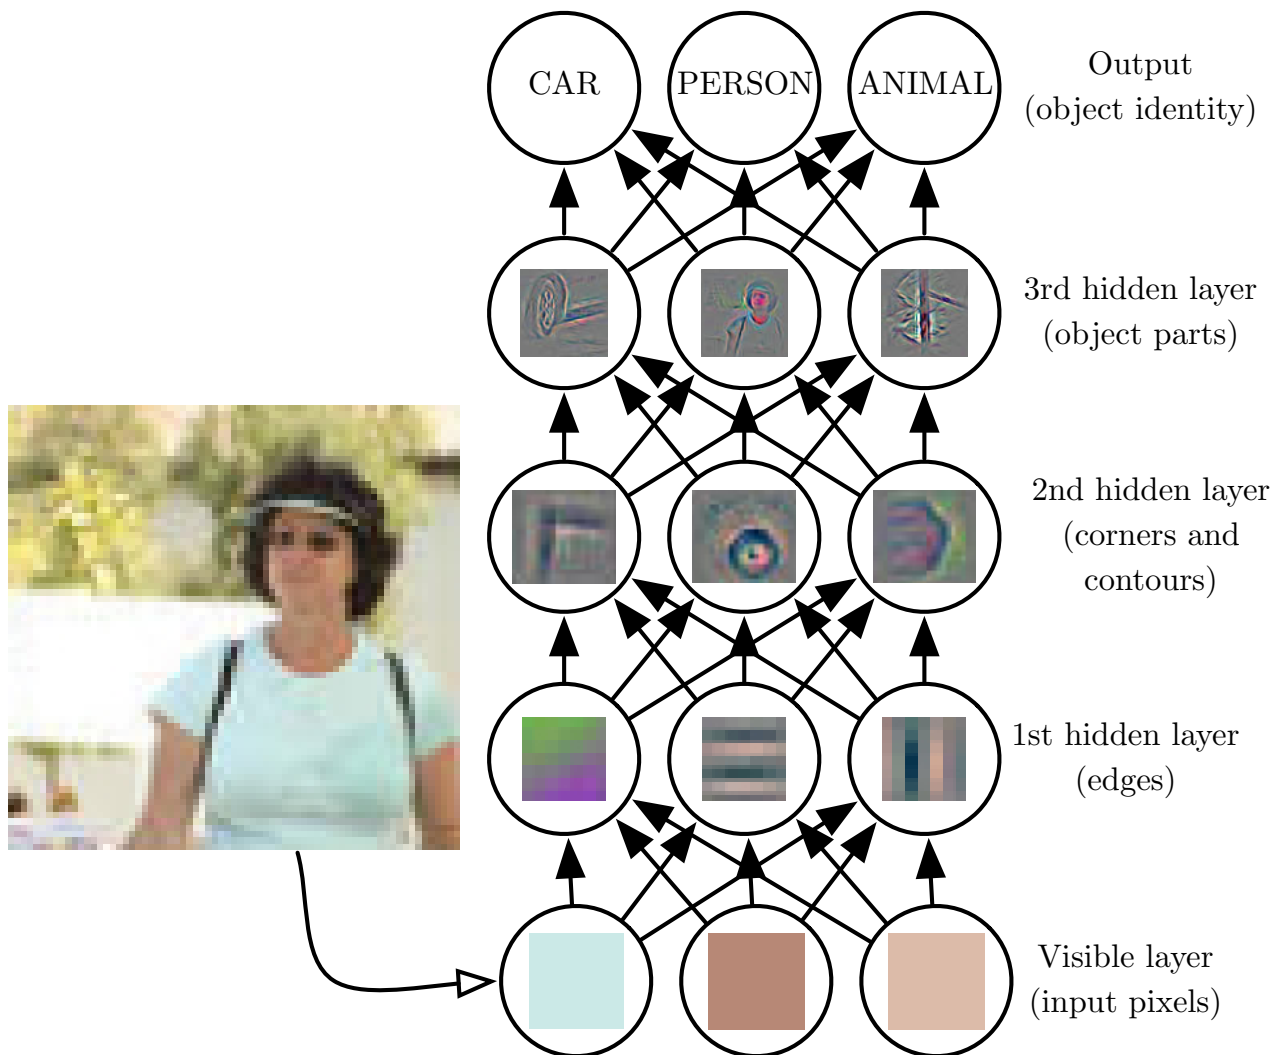 CAR
PERSON
ANIMAL
Output
(object identity)
3rd hidden layer
(object parts)
2nd hidden layer
(corners and
contours)
1st hidden layer
(edges)
Visible layer
(input pixels)